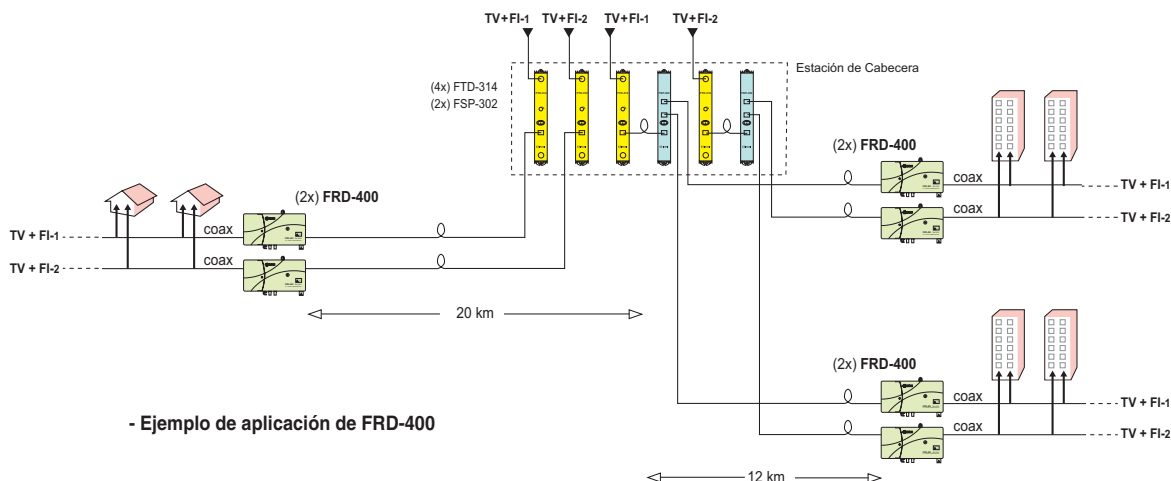 TV+FI-1 TV+FI-2 TV+FI-1 TV+FI-2
Estación de Cabecera
(4x) FTD-314
(2x) FSP-302
(2x) FRD-400
coax
TV + FI-1
coax
TV + FI-2
20 km
(2x) FRD-400
coax
TV + FI-1
coax
TV + FI-2
(2x) FRD-400
coax
TV + FI-1
coax
TV + FI-2
12 km
- Ejemplo de aplicación de FRD-400